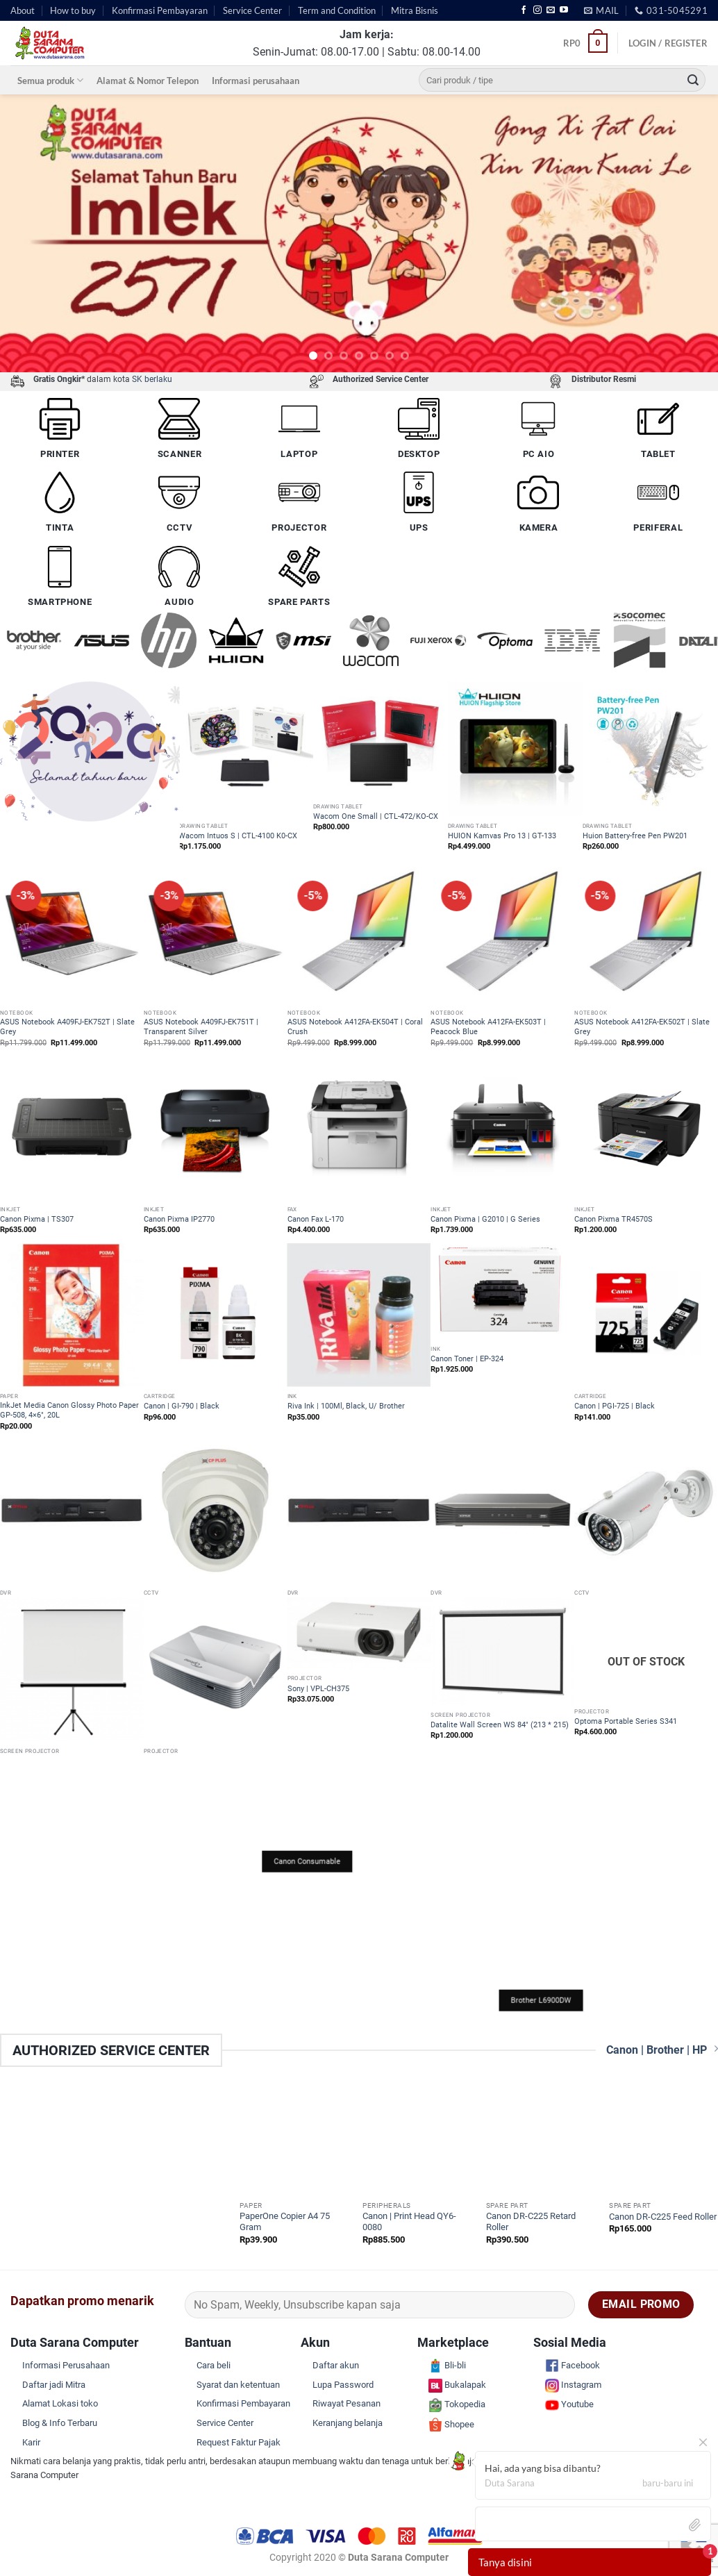 About How to buy Konfirmasi Pembayaran Service Center Term and Condition Mitra Bisnis MAIL 031-5045291
DUTA SARANA COMPUTER
www.dutasarana.com
Jam kerja:
Senin-Jumat: 08.00-17.00 | Sabtu: 08.00-14.00
RP0 0 LOGIN / REGISTER
Semua produk Alamat & Nomor Telepon Informasi perusahaan Cari produk / tipe
DUTA SARANA COMPUTER
www.dutasarana.com
Selamat Tahun Baru
Imlek
2571
Gong Xi Fat Cai
Xin Nian Kuai Le
Gratis Ongkir* dalam kota SK berlaku Authorized Service Center Distributor Resmi
PRINTER SCANNER LAPTOP DESKTOP PC AIO TABLET
UPS
TINTA CCTV PROJECTOR UPS KAMERA PERIFERAL
SMARTPHONE AUDIO SPARE PARTS
brother at your side ASUS hp HUION msi wacom FUJI XEROX Optoma IBM socomec DATALI
2020
Selamat tahun baru
HUION
HUION Flagship Store
Battery-free Pen
PW201
DRAWING TABLET
Wacom Intuos S | CTL-4100 K0-CX
Rp1.175.000
DRAWING TABLET
Wacom One Small | CTL-472/KO-CX
Rp800.000
DRAWING TABLET
HUION Kamvas Pro 13 | GT-133
Rp4.499.000
DRAWING TABLET
Huion Battery-free Pen PW201
Rp260.000
-3% -3% -5% -5% -5%
NOTEBOOK
ASUS Notebook A409FJ-EK752T | Slate Grey
Rp11.799.000 Rp11.499.000
NOTEBOOK
ASUS Notebook A409FJ-EK751T | Transparent Silver
Rp11.799.000 Rp11.499.000
NOTEBOOK
ASUS Notebook A412FA-EK504T | Coral Crush
Rp9.499.000 Rp8.999.000
NOTEBOOK
ASUS Notebook A412FA-EK503T | Peacock Blue
Rp9.499.000 Rp8.999.000
NOTEBOOK
ASUS Notebook A412FA-EK502T | Slate Grey
Rp9.499.000 Rp8.999.000
INKJET
Canon Pixma | TS307
Rp635.000
INKJET
Canon Pixma IP2770
Rp635.000
FAX
Canon Fax L-170
Rp4.400.000
INKJET
Canon Pixma | G2010 | G Series
Rp1.739.000
INKJET
Canon Pixma TR4570S
Rp1.200.000
Canon PIXMA
Glossy Photo Paper
Canon PIXMA
790 BK
Riva ink
Canon GENUINE
324
725
PAPER
InkJet Media Canon Glossy Photo Paper GP-508, 4×6", 20L
Rp20.000
CARTRIDGE
Canon | GI-790 | Black
Rp96.000
INK
Riva Ink | 100Ml, Black, U/ Brother
Rp35.000
INK
Canon Toner | EP-324
Rp1.925.000
CARTRIDGE
Canon | PGI-725 | Black
Rp141.000
DVR CCTV DVR DVR CCTV
SCREEN PROJECTOR
PROJECTOR
PROJECTOR
Sony | VPL-CH375
Rp33.075.000
SCREEN PROJECTOR
Datalite Wall Screen WS 84" (213 * 215)
Rp1.200.000
OUT OF STOCK
PROJECTOR
Optoma Portable Series S341
Rp4.600.000
Canon Consumable
Brother L6900DW
AUTHORIZED SERVICE CENTER Canon | Brother | HP
PAPER
PaperOne Copier A4 75 Gram
Rp39.900
PERIPHERALS
Canon | Print Head QY6-0080
Rp885.500
SPARE PART
Canon DR-C225 Retard Roller
Rp390.500
SPARE PART
Canon DR-C225 Feed Roller
Rp165.000
Dapatkan promo menarik No Spam, Weekly, Unsubscribe kapan saja EMAIL PROMO
Duta Sarana Computer
Informasi Perusahaan
Daftar jadi Mitra
Alamat Lokasi toko
Blog & Info Terbaru
Karir
Bantuan
Cara beli
Syarat dan ketentuan
Konfirmasi Pembayaran
Service Center
Request Faktur Pajak
Akun
Daftar akun
Lupa Password
Riwayat Pesanan
Keranjang belanja
Marketplace
Bli-bli
BL Bukalapak
Tokopedia
Shopee
Sosial Media
Facebook
Instagram
Youtube
Nikmati cara belanja yang praktis, tidak perlu antri, berdesakan ataupun membuang waktu dan tenaga untuk
Sarana Computer
Hai, ada yang bisa dibantu?
Duta Sarana baru-baru ini
BCA VISA mastercard DOKU Alfamart
Copyright 2020 © Duta Sarana Computer
Tanya disini 1